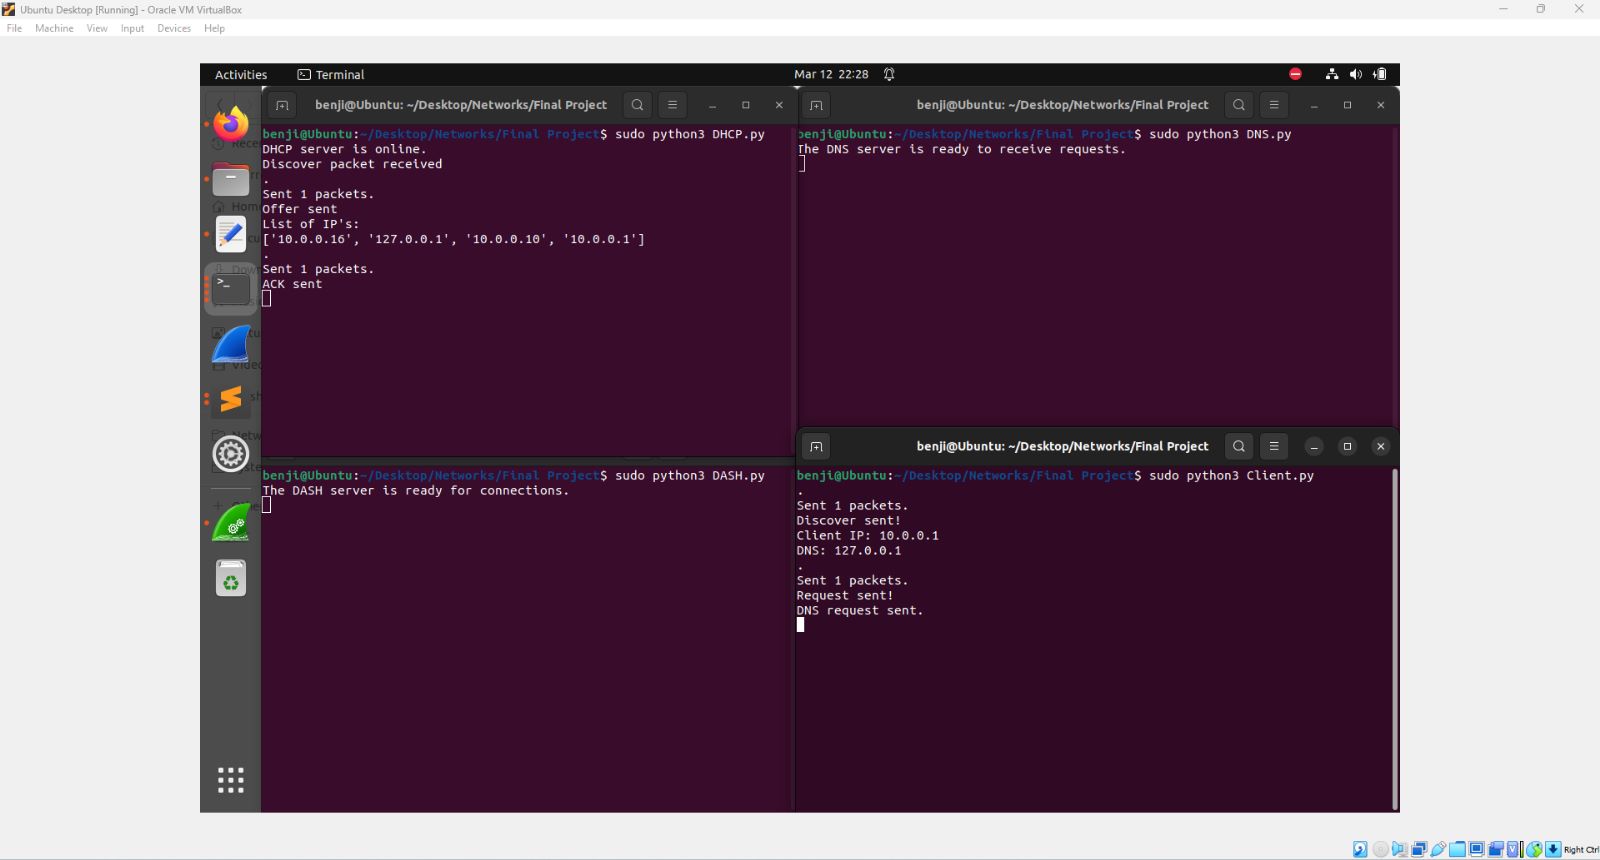 Ubuntu Desktop [Running] - Oracle VM VirtualBox
File Machine View Input Devices Help
Activities Terminal Mar 12 22:28
benji@Ubuntu: ~/Desktop/Networks/Final Project
benji@Ubuntu:~/Desktop/Networks/Final Project$ sudo python3 DHCP.py
DHCP server is online.
Discover packet received
.
Sent 1 packets.
Offer sent
List of IP's:
['10.0.0.16', '127.0.0.1', '10.0.0.10', '10.0.0.1']
.
Sent 1 packets.
ACK sent
benji@Ubuntu: ~/Desktop/Networks/Final Project
benji@Ubuntu:~/Desktop/Networks/Final Project$ sudo python3 DNS.py
The DNS server is ready to receive requests.
benji@Ubuntu:~/Desktop/Networks/Final Project$ sudo python3 DASH.py
The DASH server is ready for connections.
benji@Ubuntu: ~/Desktop/Networks/Final Project
benji@Ubuntu:~/Desktop/Networks/Final Project$ sudo python3 Client.py
.
Sent 1 packets.
Discover sent!
Client IP: 10.0.0.1
DNS: 127.0.0.1
.
Sent 1 packets.
Request sent!
DNS request sent.
Right Ctrl